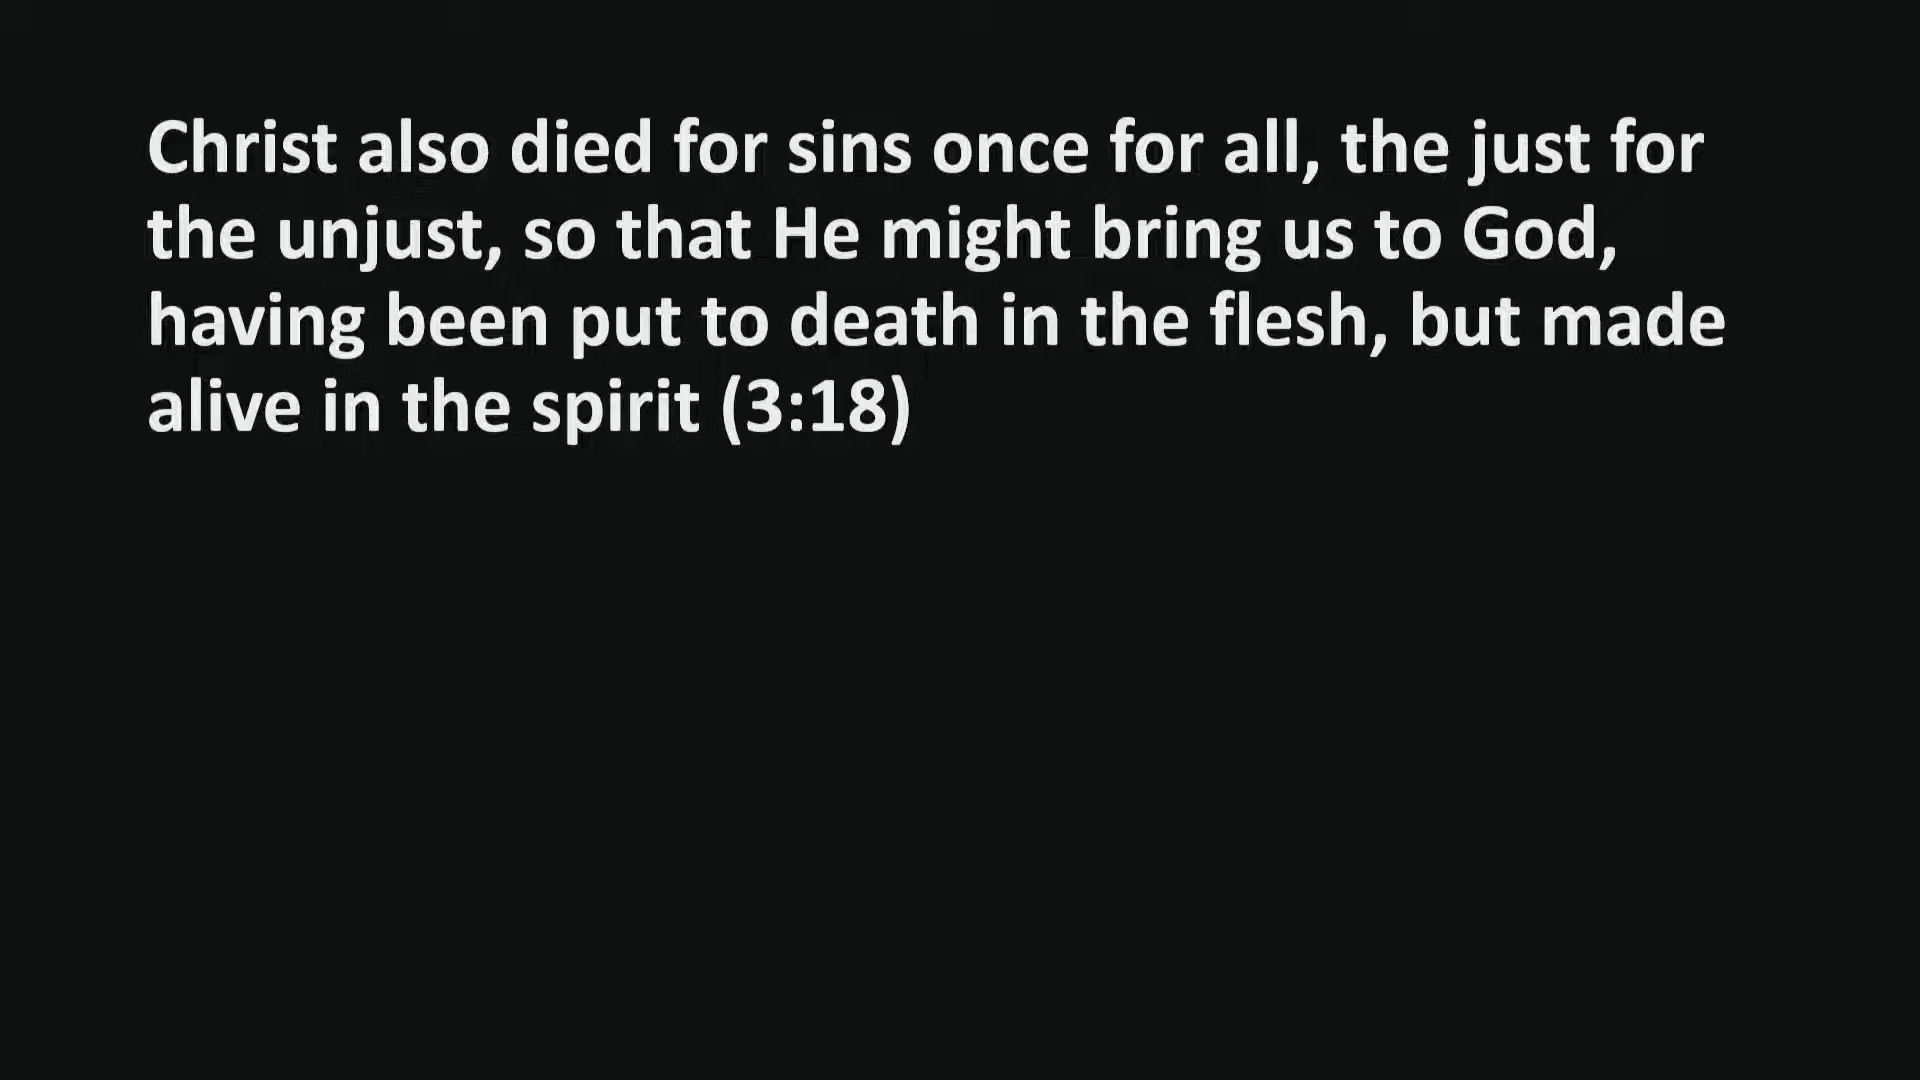 Christ also died for sins once for all, the just for
the unjust, so that He might bring us to God,
having been put to death in the flesh, but made
alive in the spirit (3:18)